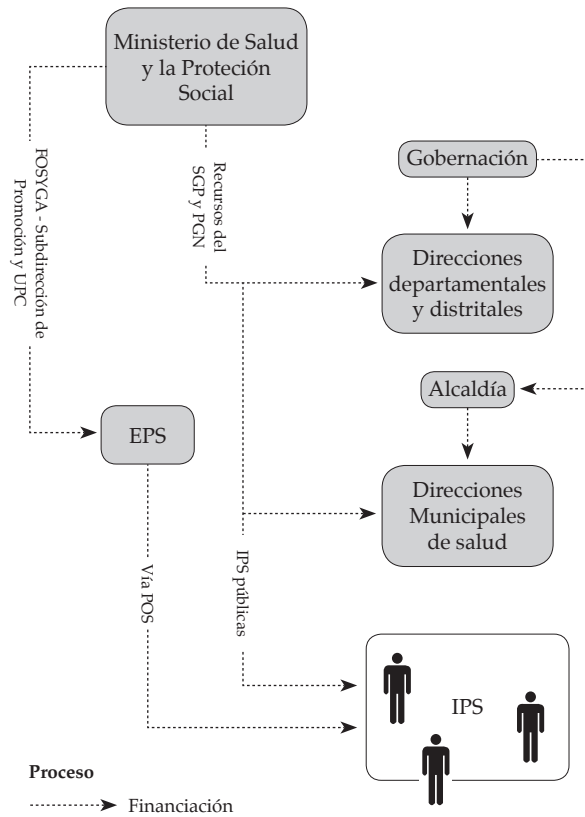 Ministerio de Salud
y la Proteción
Social
FOSYGA - Subdirección de
Promoción y UPC
Recursos del
SGP y PGN
Gobernación
Direcciones
departamentales
y distritales
Alcaldía
EPS
Direcciones
Municipales
de salud
Vía POS
IPS públicas
IPS
Proceso
Financiación